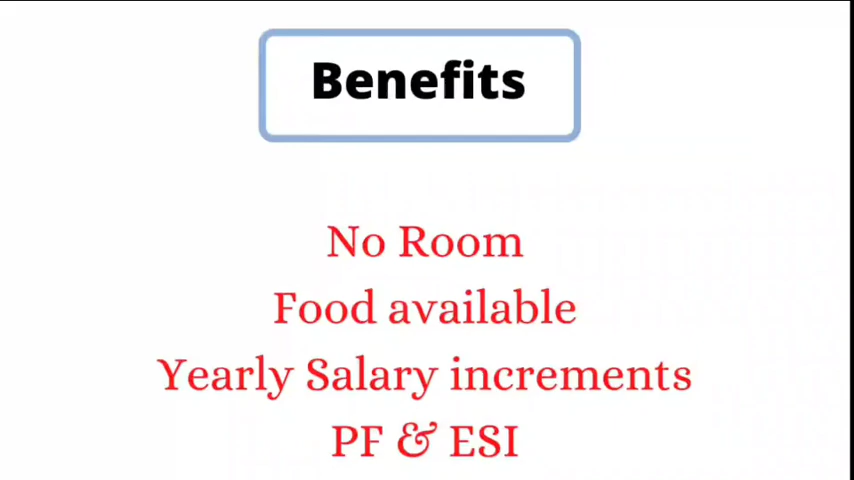 Benefits
No Room
Food available
Yearly Salary increments
PF & ESI